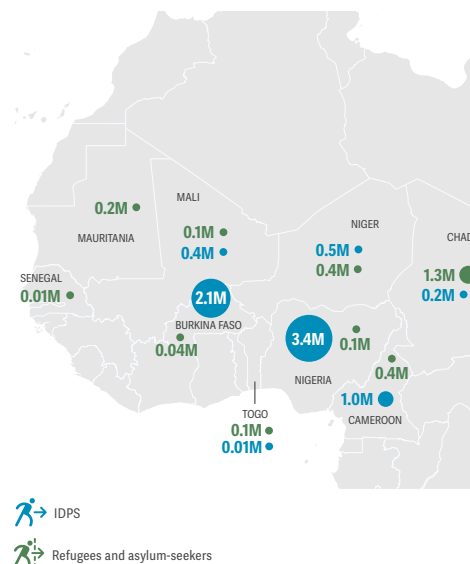 MALI
0.2M
NIGER
0.1M
MAURITANIA
CHAD
0.5M
0.4M
0.4M
1.3M
SENEGAL
0.01M
2.1M
0.2M
BURKINA FASO
3.4M
0.1M
0.04M
0.4M
NIGERIA
1.0M
TOGO
CAMEROON
0.1M
0.01M
IDPS
Refugees and asylum-seekers